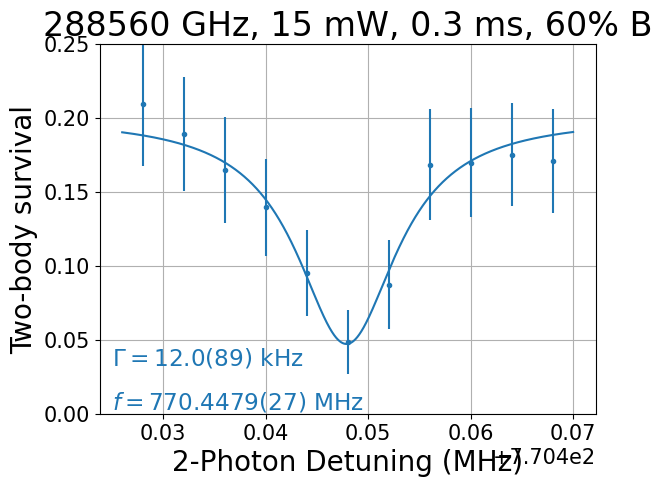 288560 GHz, 15 mW, 0.3 ms, 60% B
0.25
0.20
0.15
0.10
0.05
0.00
Two-body survival
Γ = 12.0(89) kHz
f = 770.4479(27) MHz
0.03 0.04 0.05 0.06 0.07
2-Photon Detuning (MHz)
+7.704e2